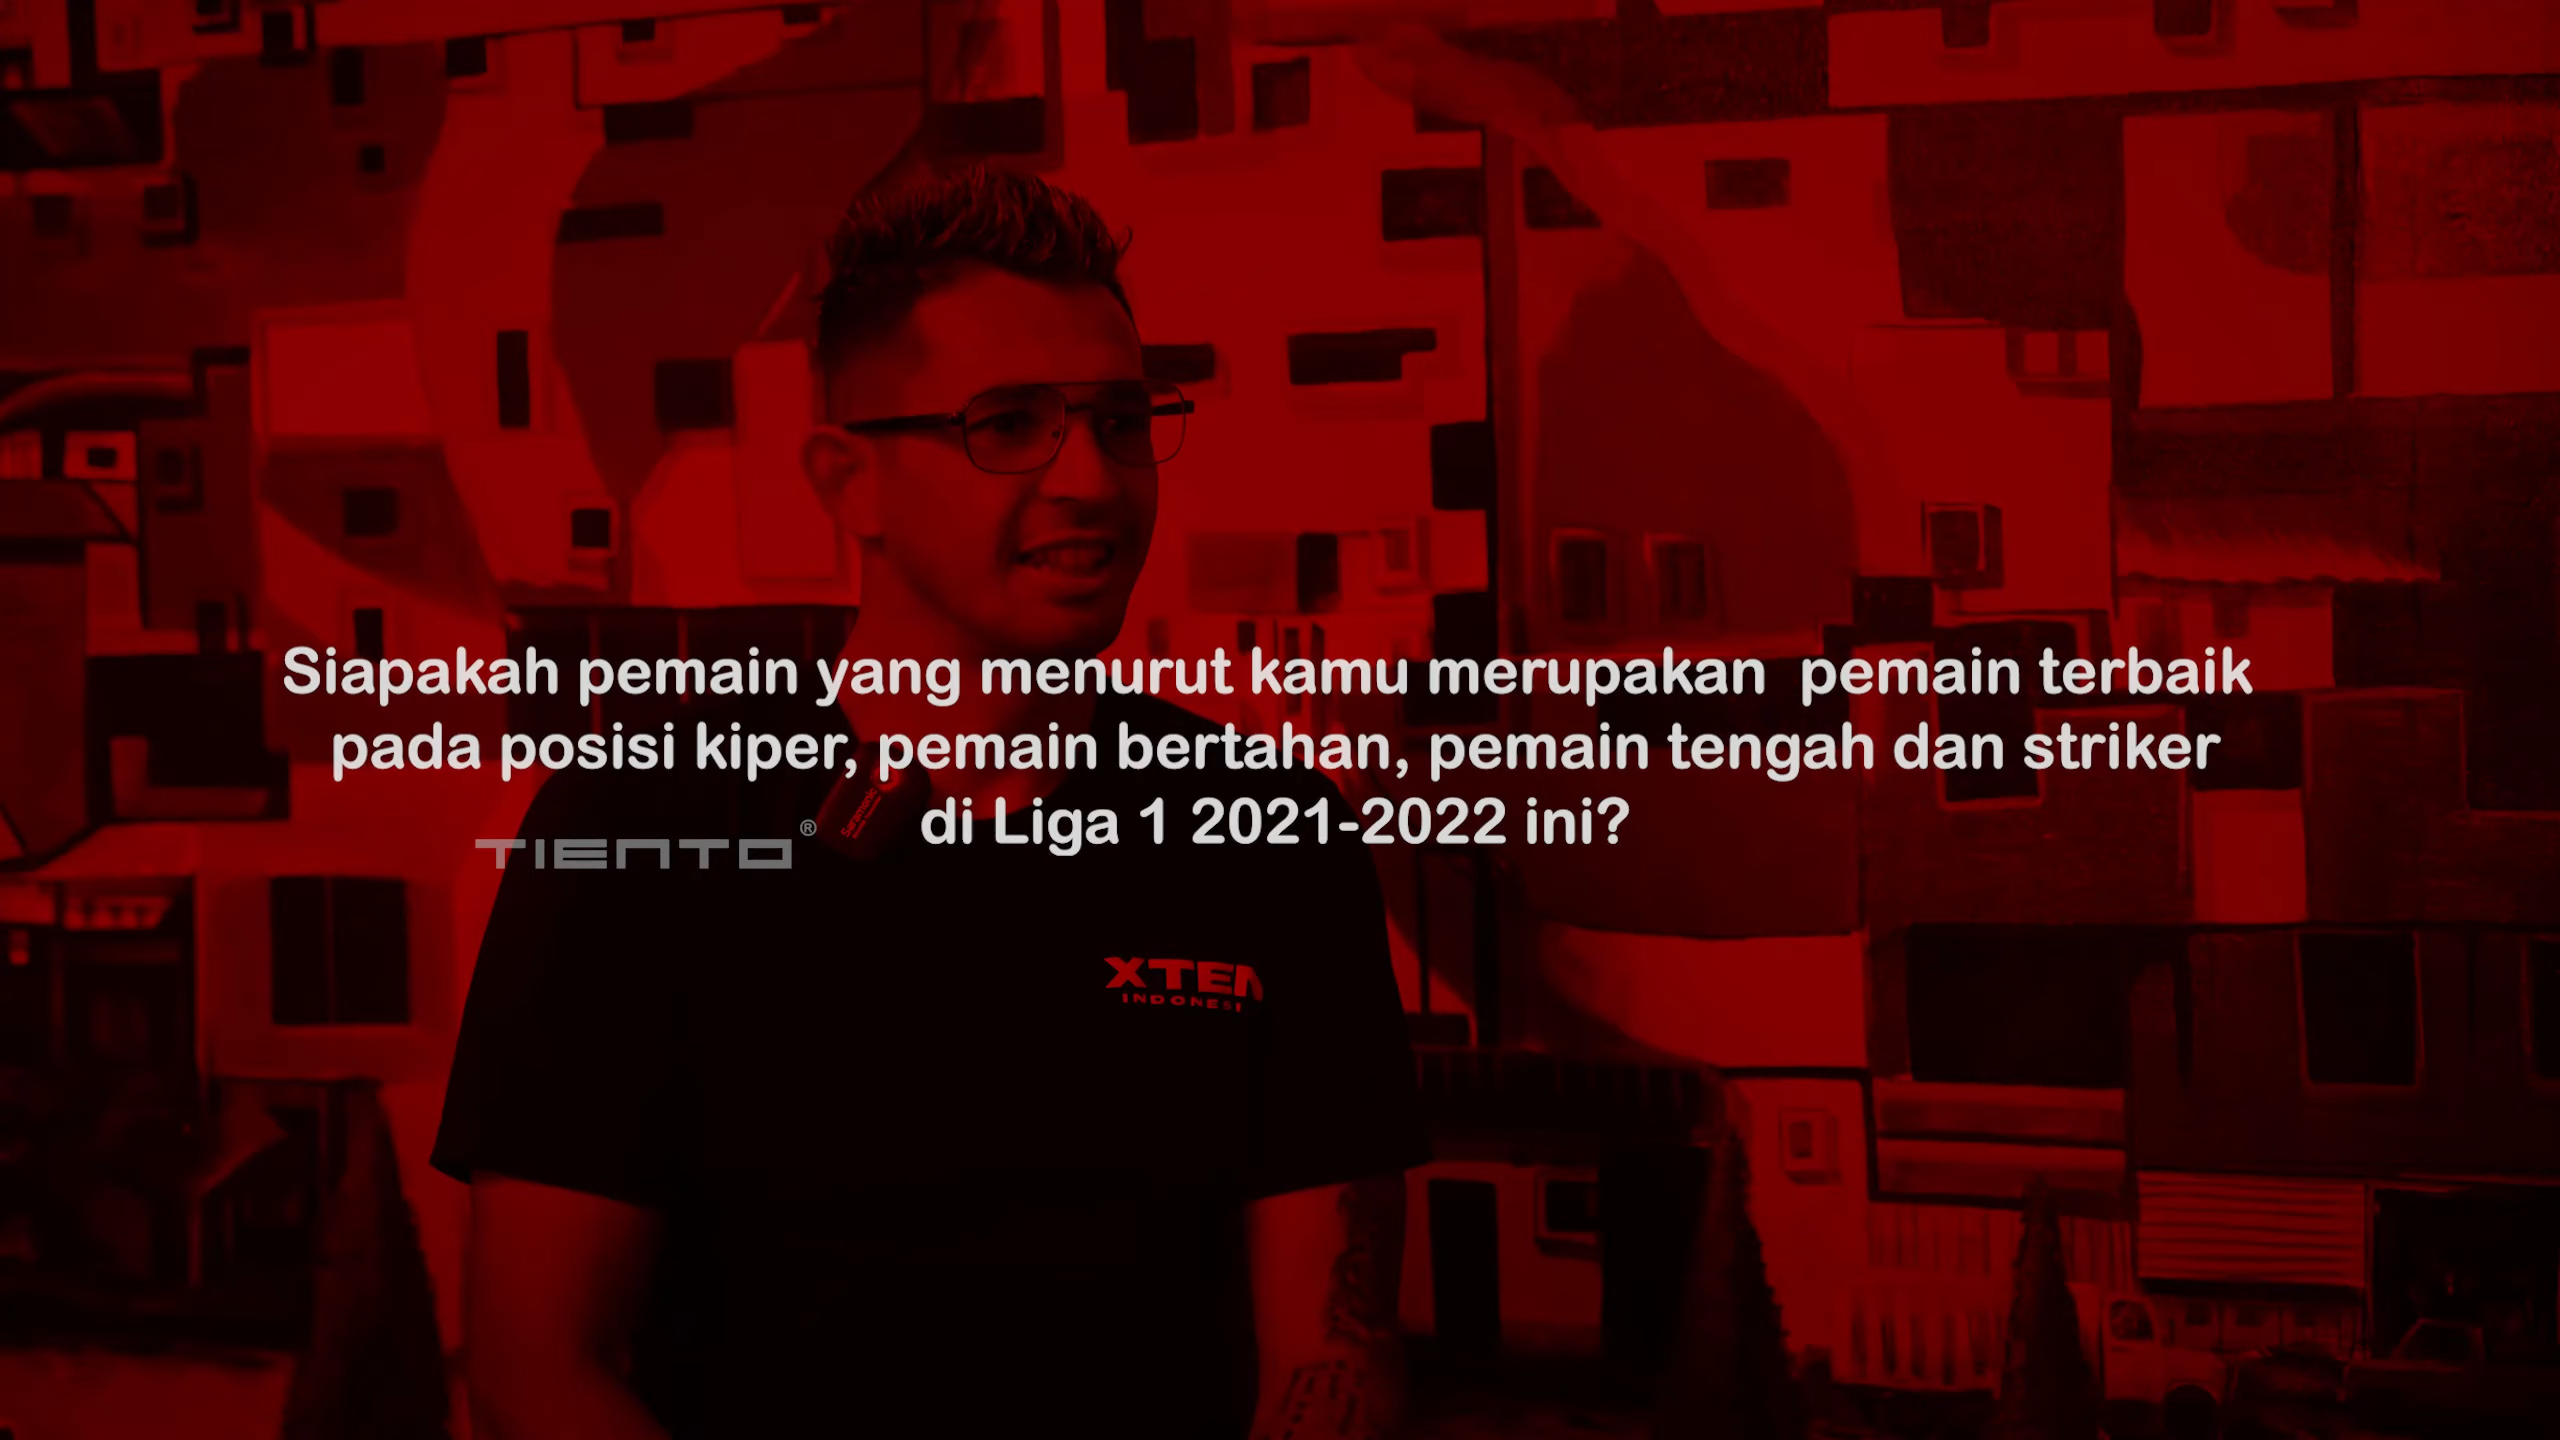 Siapakah pemain yang menurut kamu merupakan  pemain terbaik
pada posisi kiper, pemain bertahan, pemain tengah dan striker
di Liga 1 2021-2022 ini?
TIENTO®
Saramonic
XTEN
INDONESI